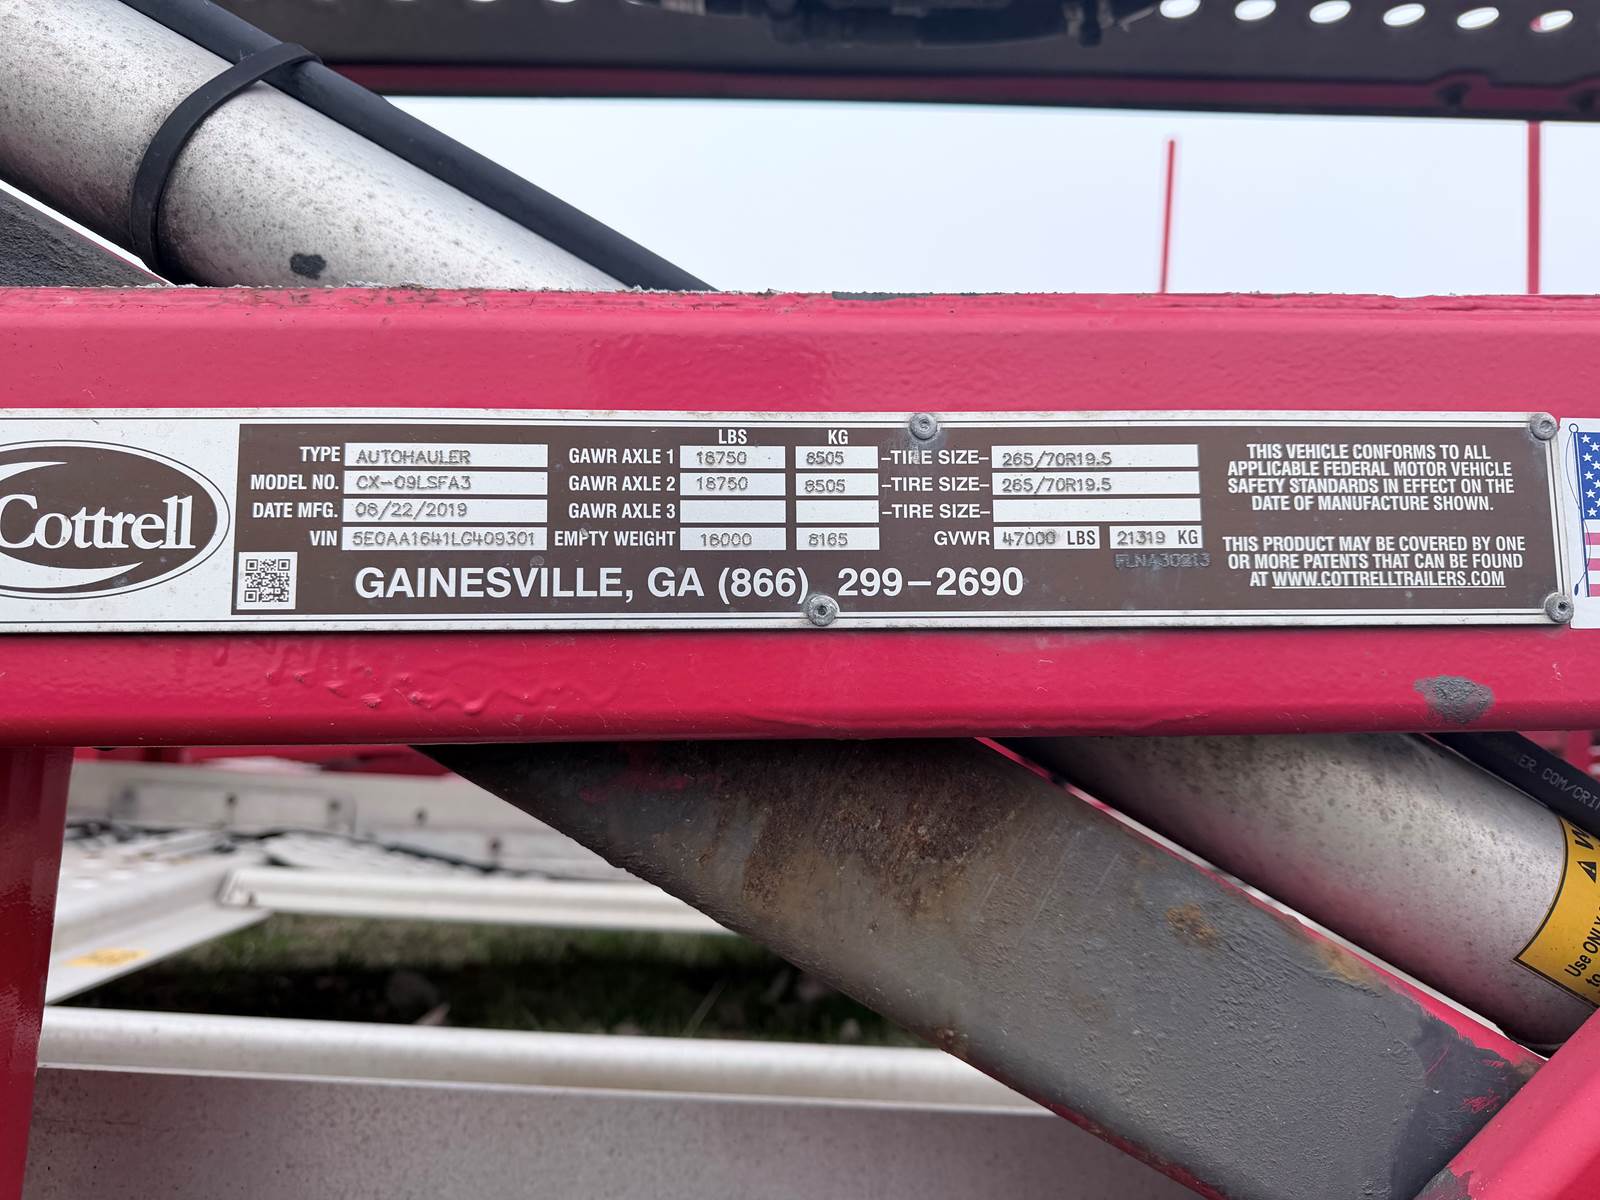 Cottrell
LBS KG
TYPE AUTOHAULER GAWR AXLE 1 18750 8505 -TIRE SIZE- 265/70R19.5
MODEL NO. CX-09LSFA3 GAWR AXLE 2 18750 8505 -TIRE SIZE- 265/70R19.5
DATE MFG. 08/22/2019 GAWR AXLE 3 -TIRE SIZE-
VIN 5E0AA1641LG409301 EMPTY WEIGHT 18000 8165 GVWR 47000 LBS 21319 KG
FLNA30213
GAINESVILLE, GA (866) 299-2690
THIS VEHICLE CONFORMS TO ALL
APPLICABLE FEDERAL MOTOR VEHICLE
SAFETY STANDARDS IN EFFECT ON THE
DATE OF MANUFACTURE SHOWN.
THIS PRODUCT MAY BE COVERED BY ONE
OR MORE PATENTS THAT CAN BE FOUND
AT WWW.COTTRELLTRAILERS.COM
Use ONLY